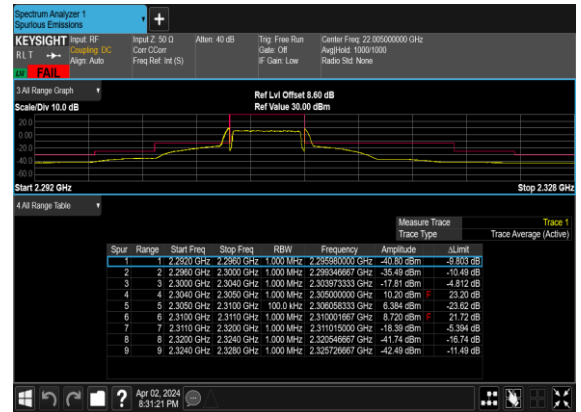 Spectrum Analyzer 1
Spurious Emissions
+
KEYSIGHT Input: RF Input Z: 50 Ω Atten: 40 dB Trig: Free Run Center Freq: 22.005000000 GHz
RLT Coupling: DC Corr CCorr Gate: Off Avg|Hold: 1000/1000
Align: Auto Freq Ref: Int (S) IF Gain: Low Radio Std: None
FAIL
3 All Range Graph Ref Lvl Offset 8.60 dB
Scale/Div 10.0 dB Ref Value 30.00 dBm
20.0
0.00
-20.0
-40.0
-60.0
Start 2.292 GHz Stop 2.328 GHz
4 All Range Table
Measure Trace Trace 1
Trace Type Trace Average (Active)
Spur Range Start Freq Stop Freq RBW Frequency Amplitude ΔLimit
1 1 2.2920 GHz 2.2960 GHz 1.000 MHz 2.295980000 GHz -40.80 dBm -9.803 dB
2 2 2.2960 GHz 2.3000 GHz 1.000 MHz 2.299346667 GHz -35.49 dBm -10.49 dB
3 3 2.3000 GHz 2.3040 GHz 1.000 MHz 2.303973333 GHz -17.81 dBm -4.812 dB
4 4 2.3040 GHz 2.3050 GHz 1.000 MHz 2.305000000 GHz 10.20 dBm F 23.20 dB
5 5 2.3050 GHz 2.3100 GHz 100.0 kHz 2.306058333 GHz 6.384 dBm -23.62 dB
6 6 2.3100 GHz 2.3110 GHz 1.000 MHz 2.310001667 GHz 8.720 dBm F 21.72 dB
7 7 2.3110 GHz 2.3200 GHz 1.000 MHz 2.311015000 GHz -18.39 dBm -5.394 dB
8 8 2.3200 GHz 2.3240 GHz 1.000 MHz 2.320546667 GHz -41.74 dBm -16.74 dB
9 9 2.3240 GHz 2.3280 GHz 1.000 MHz 2.325726667 GHz -42.49 dBm -11.49 dB
? Apr 02, 2024
8:31:21 PM